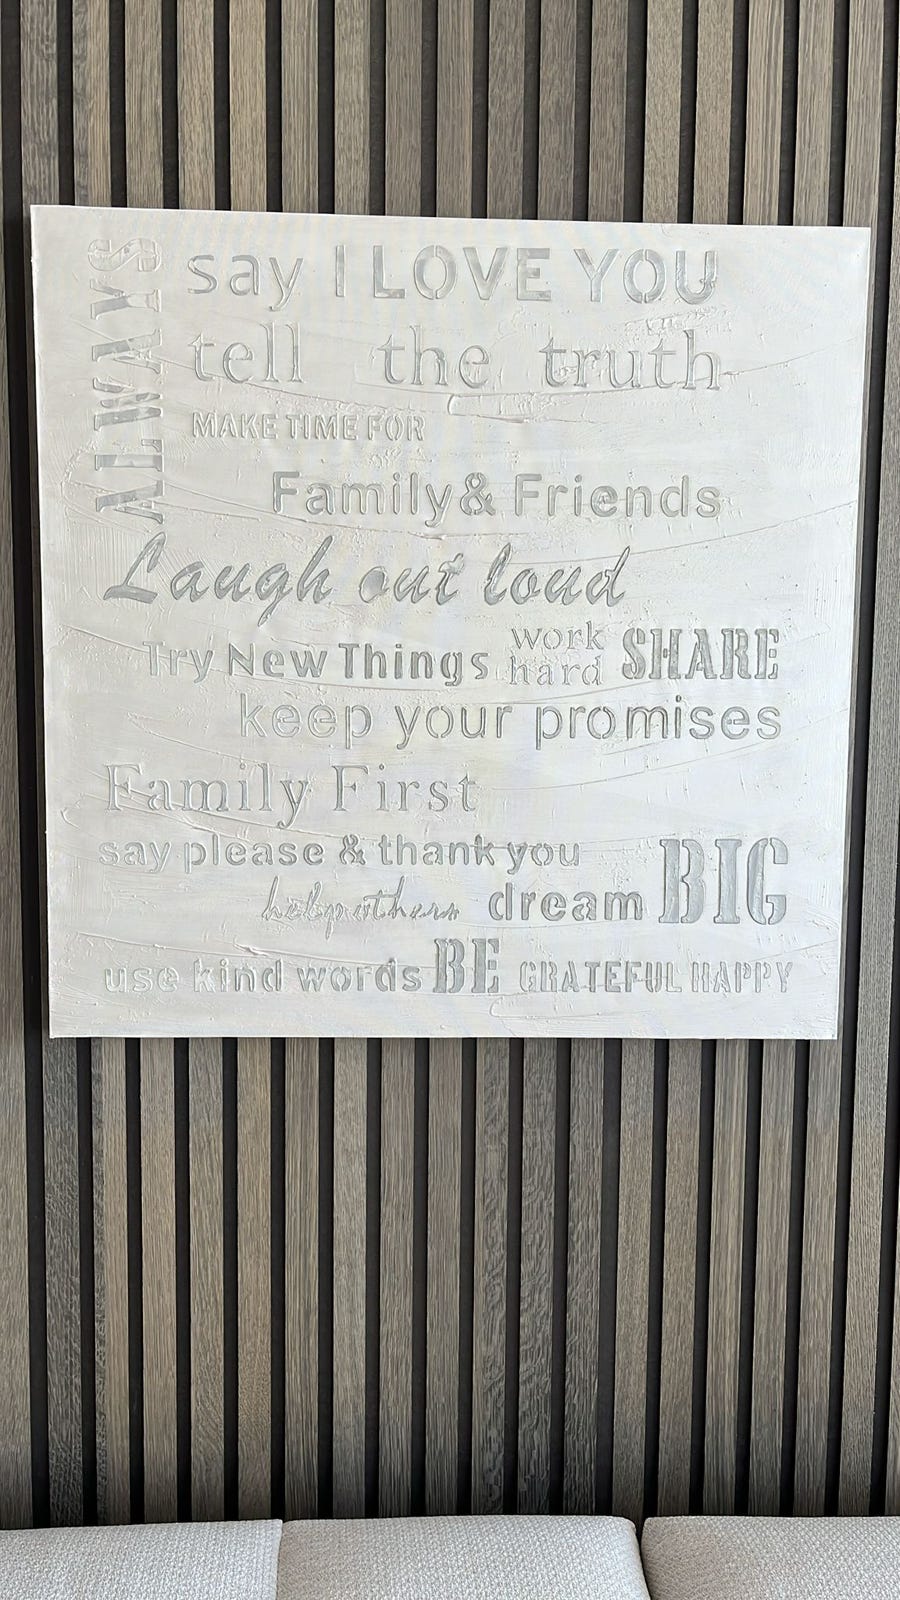 ALWAYS
say I LOVE YOU
tell the truth
MAKE TIME FOR
Family & Friends
Laugh out loud
Try New Things work hard SHARE
keep your promises
Family First
say please & thank you
help others dream BIG
use kind words BE GRATEFUL HAPPY